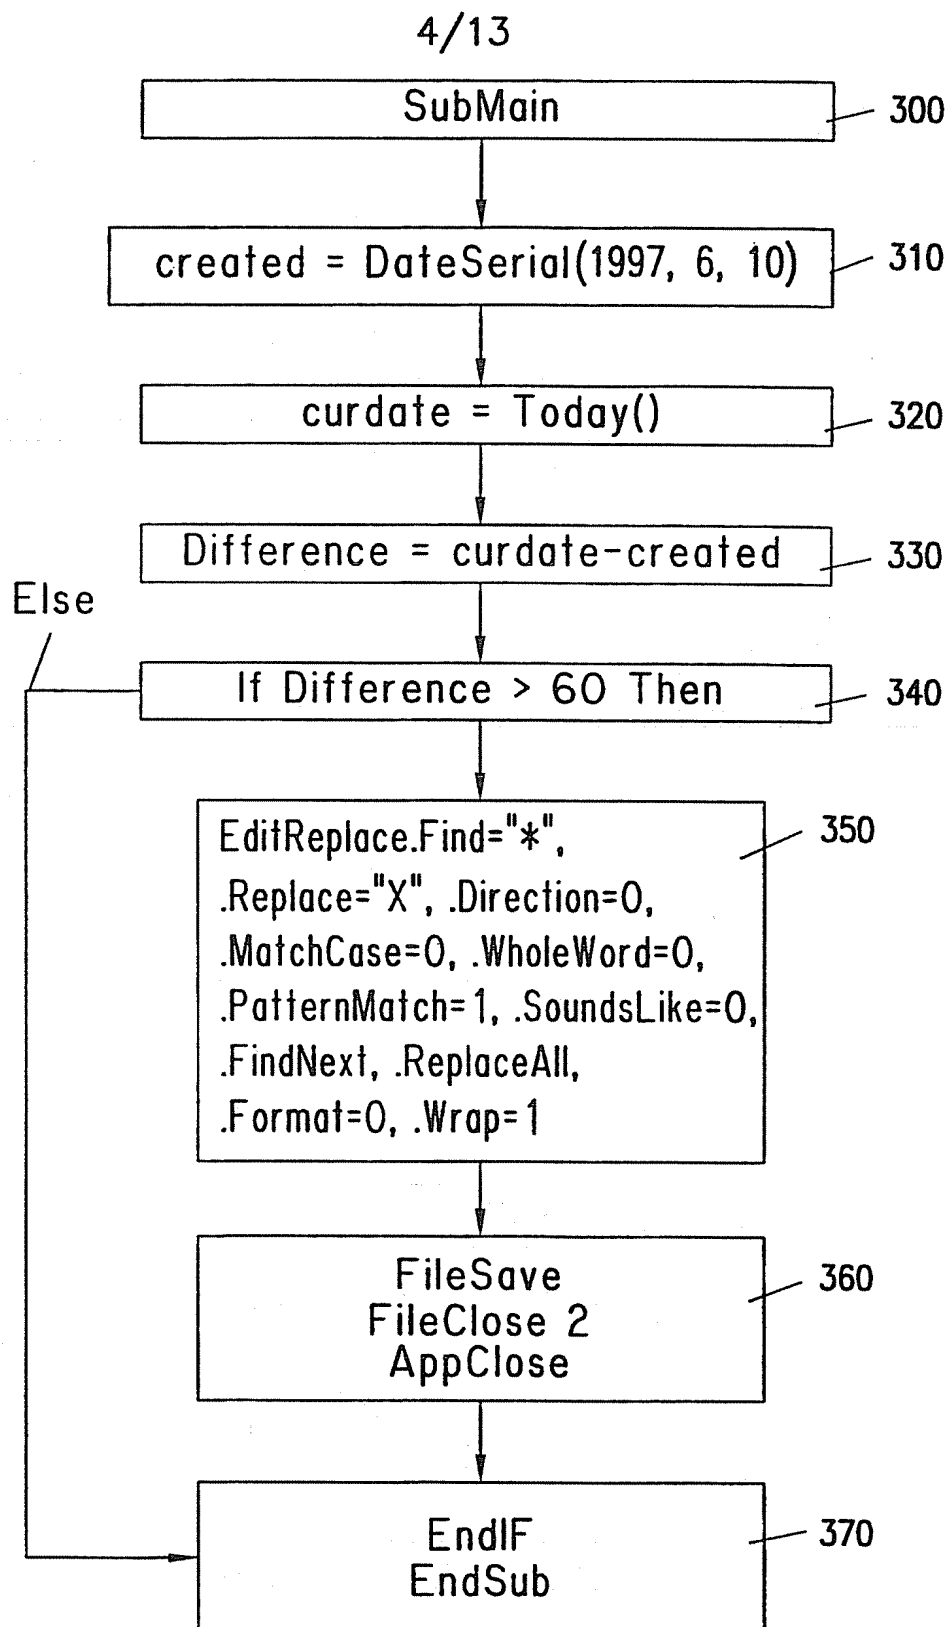 4/13
SubMain
300
created = DateSerial(1997, 6, 10)
310
curdate = Today()
320
Difference = curdate-created
330
Else
If Difference > 60 Then
340
EditReplace.Find="*",
.Replace="X", .Direction=0,
.MatchCase=0, .WholeWord=0,
.PatternMatch=1, .SoundsLike=0,
.FindNext, .ReplaceAll,
.Format=0, .Wrap=1
350
FileSave
FileClose 2
AppClose
360
EndIF
EndSub
370